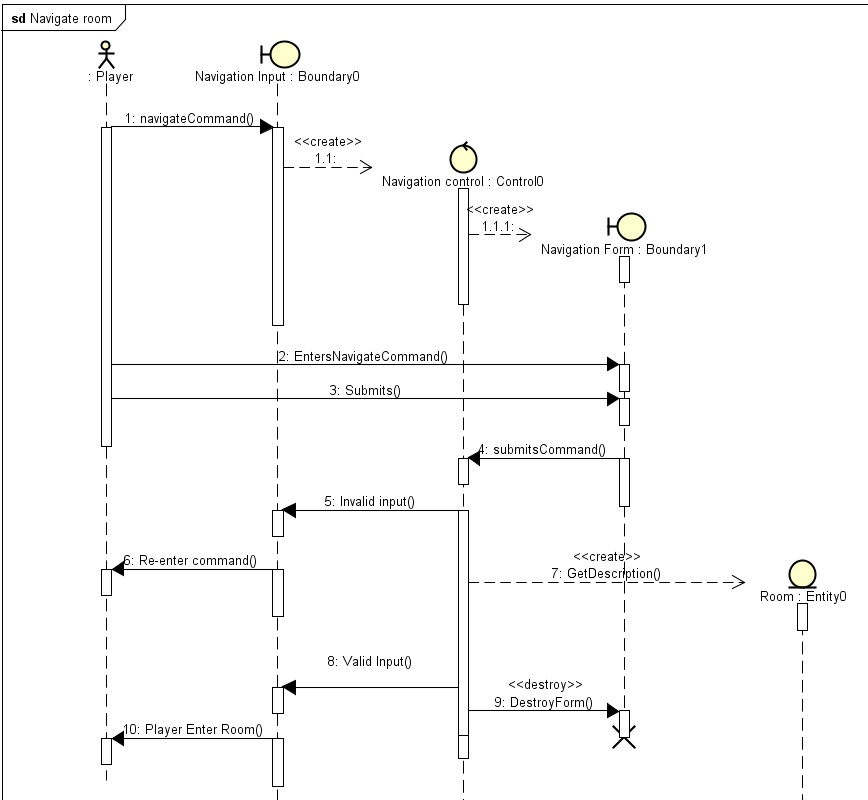 sd Navigate room
: Player
Navigation Input : Boundary0
1: navigateCommand()
<<create>>
1.1:
Navigation control : Control0
<<create>>
1.1.1:
Navigation Form : Boundary1
2: EntersNavigateCommand()
3: Submits()
4: submitsCommand()
5: Invalid input()
6: Re-enter command()
<<create>>
7: GetDescription()
Room : Entity0
8: Valid Input()
<<destroy>>
9: DestroyForm()
10: Player Enter Room()